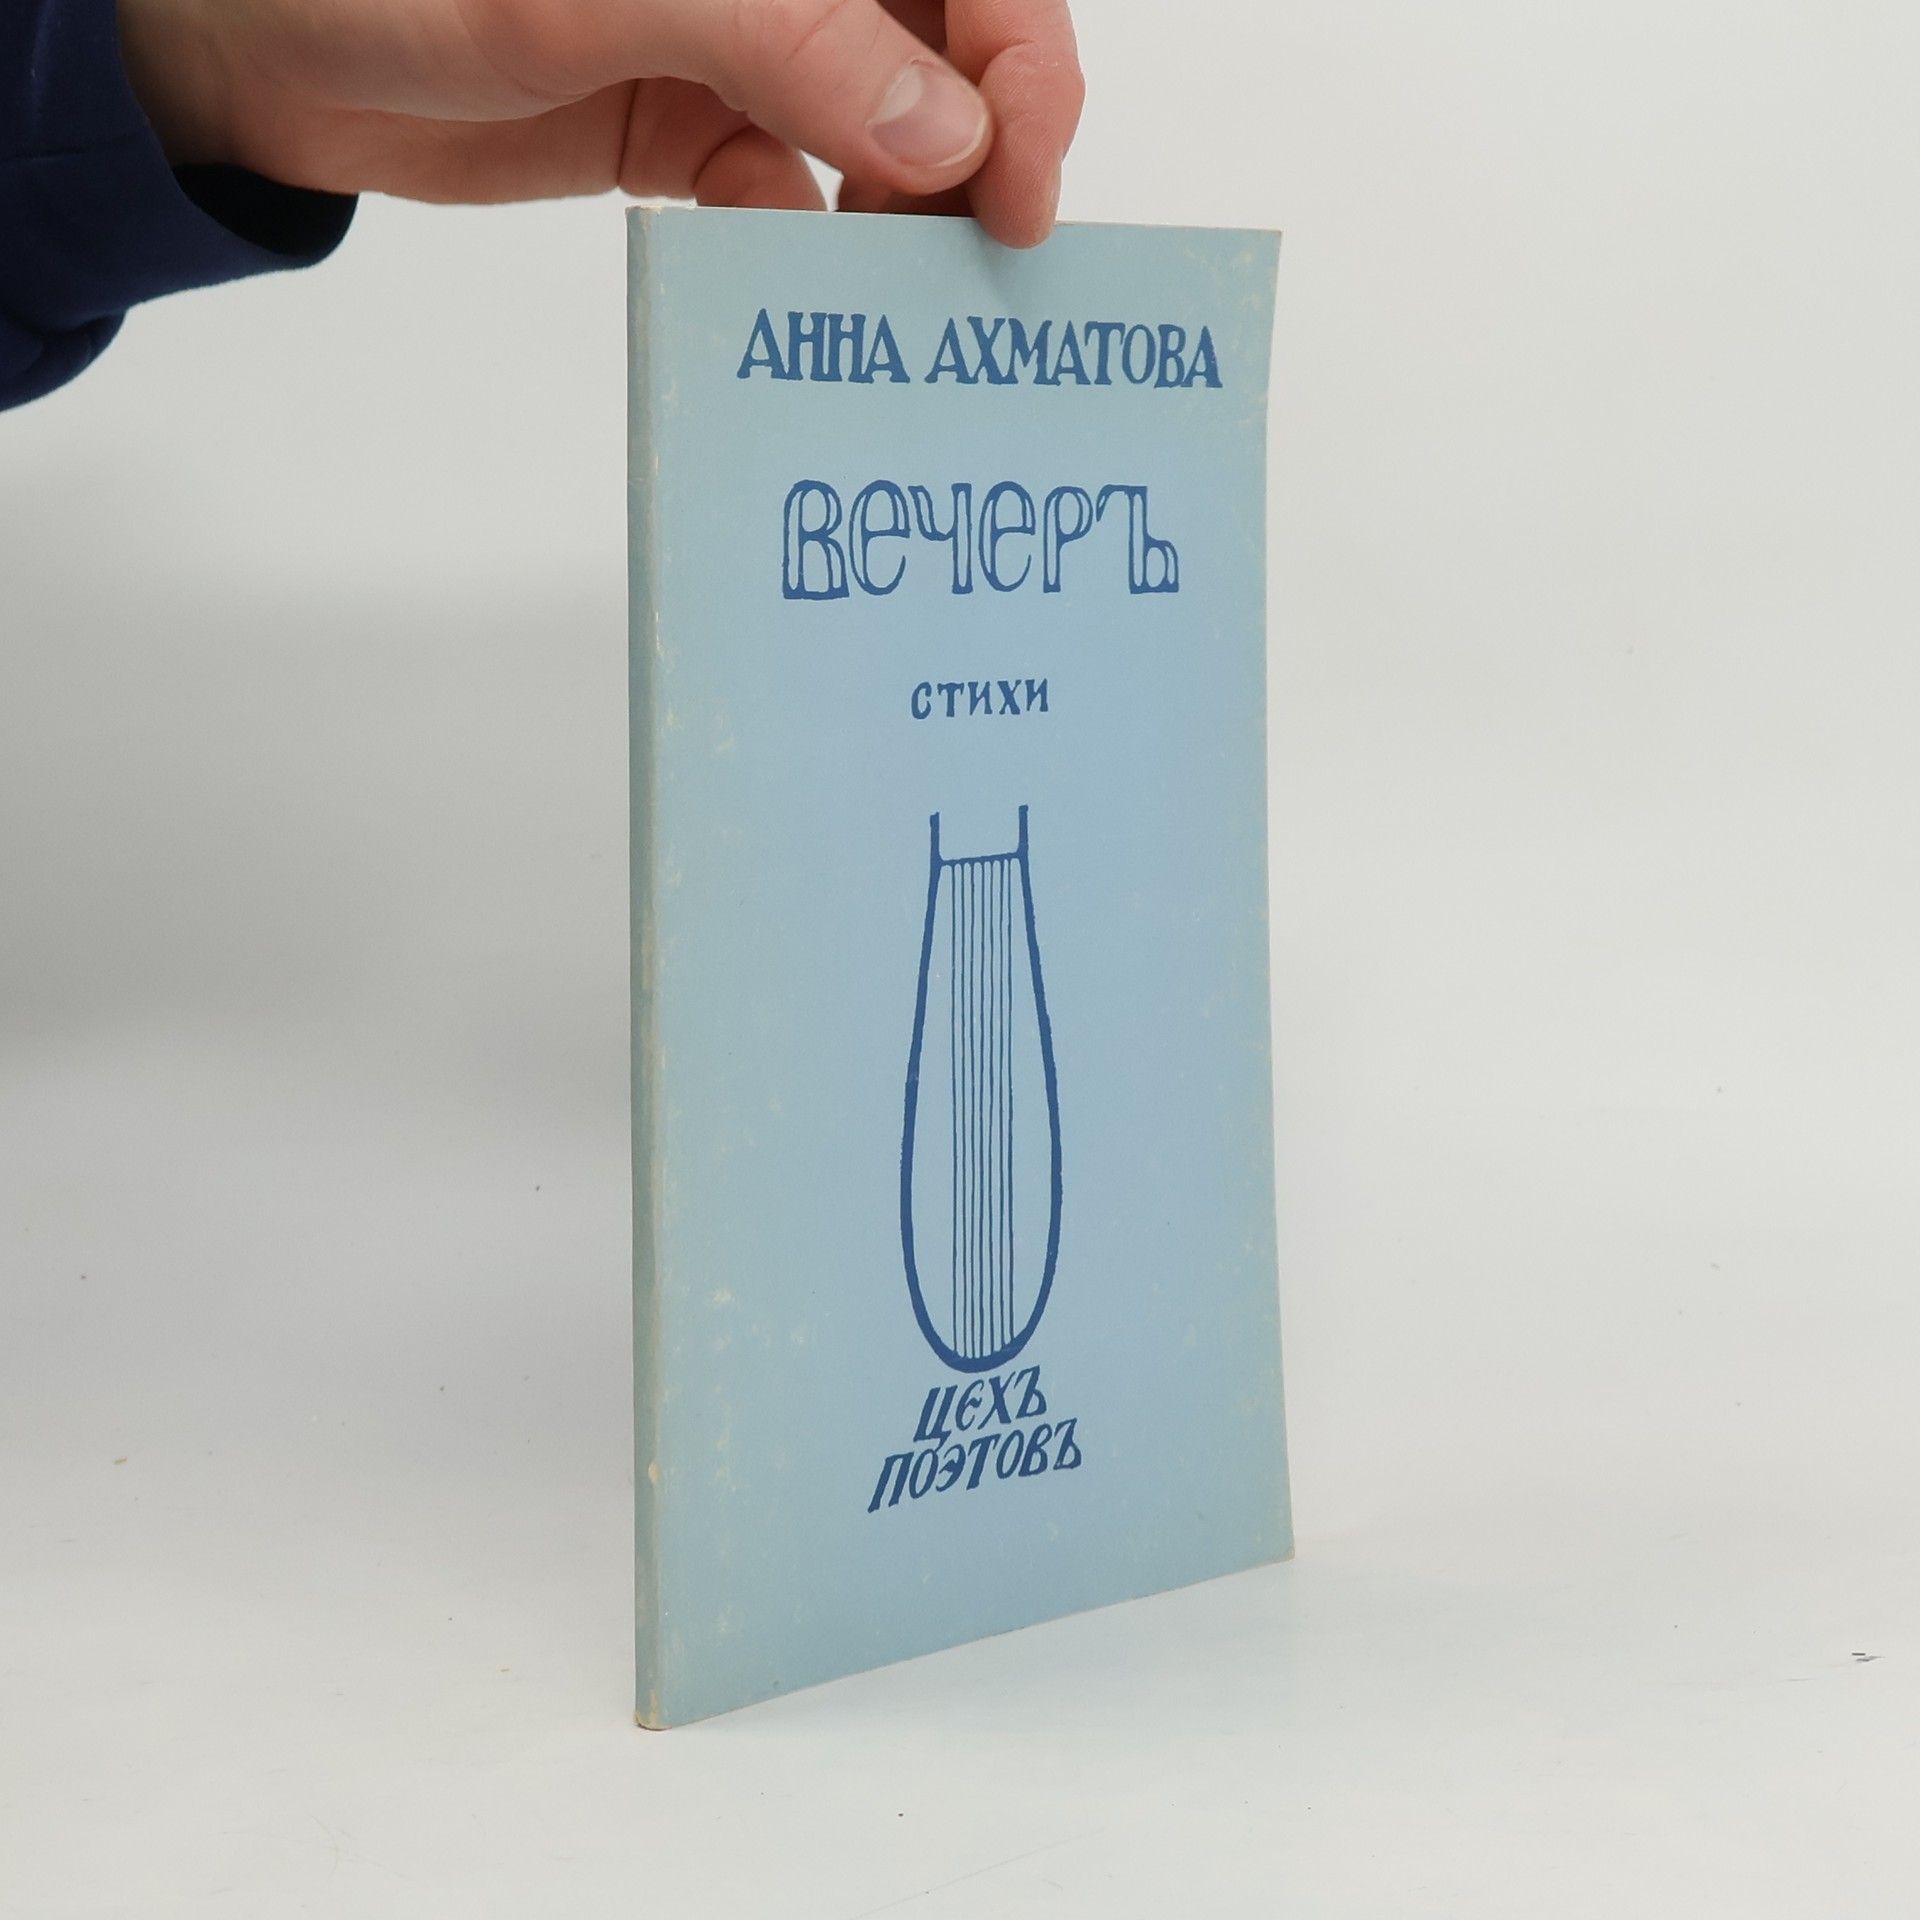 АННА АХМАТОВА
ВЕЧЕРЪ
СТИХИ
ЦЕХЪ
ПОЭТОВЪ